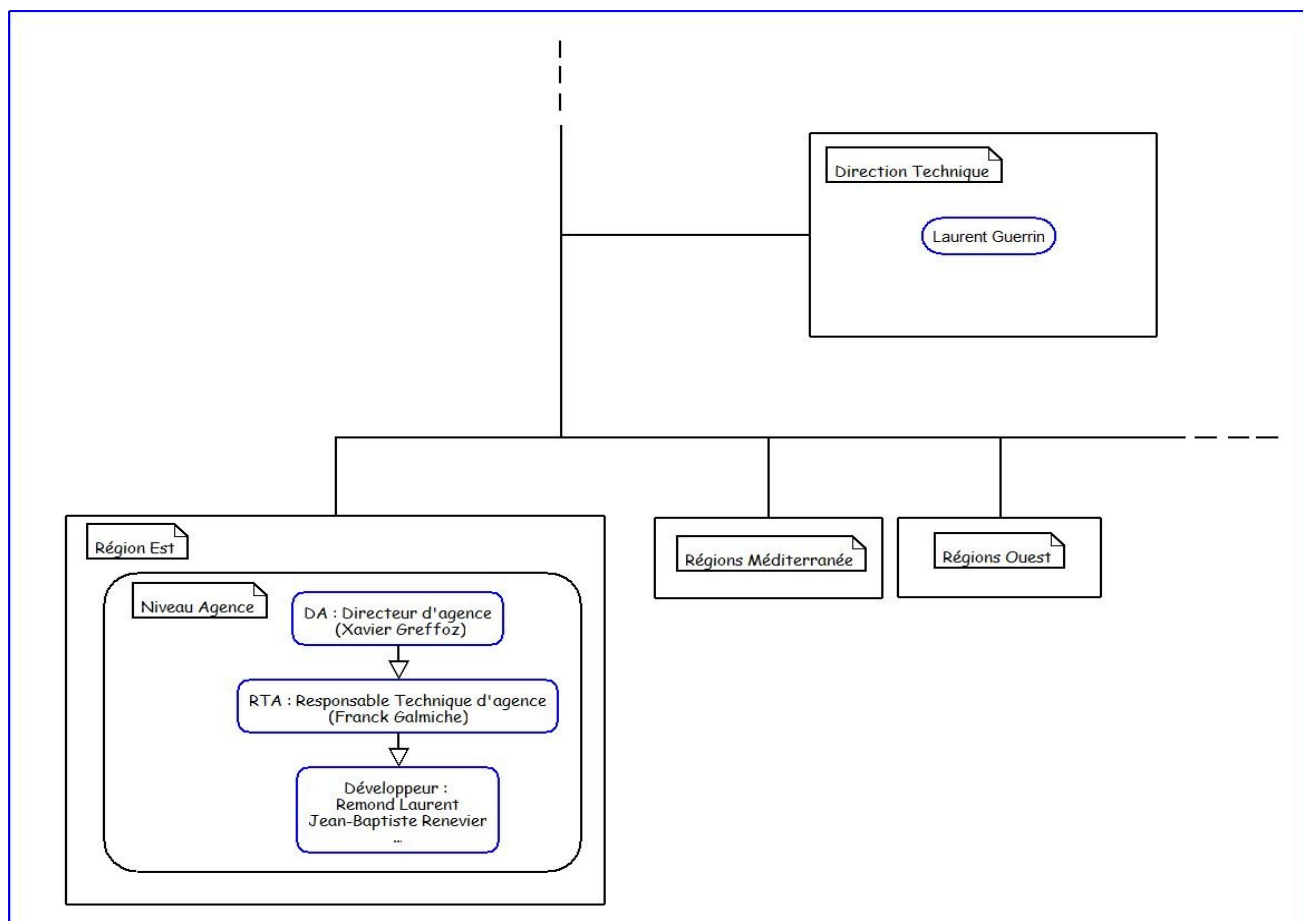 Direction Technique
Laurent Guerrin
Région Est
Niveau Agence
DA : Directeur d'agence
(Xavier Greffoz)
RTA : Responsable Technique d'agence
(Franck Galmiche)
Développeur :
Remond Laurent
Jean-Baptiste Renevier
...
Régions Méditerranée
Régions Ouest